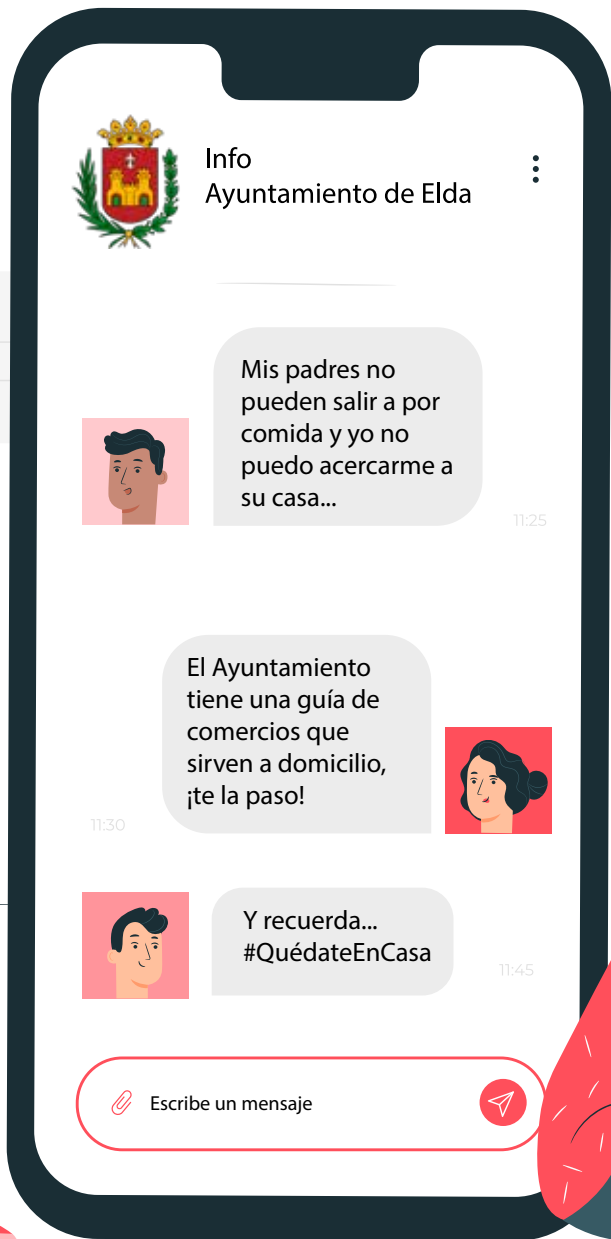 Info
Ayuntamiento de Elda
Mis padres no
pueden salir a por
comida y yo no
puedo acercarme a
su casa...
11:25
El Ayuntamiento
tiene una guía de
comercios que
sirven a domicilio,
¡te la paso!
11:30
Y recuerda...
#QuédateEnCasa
11:45
Escribe un mensaje